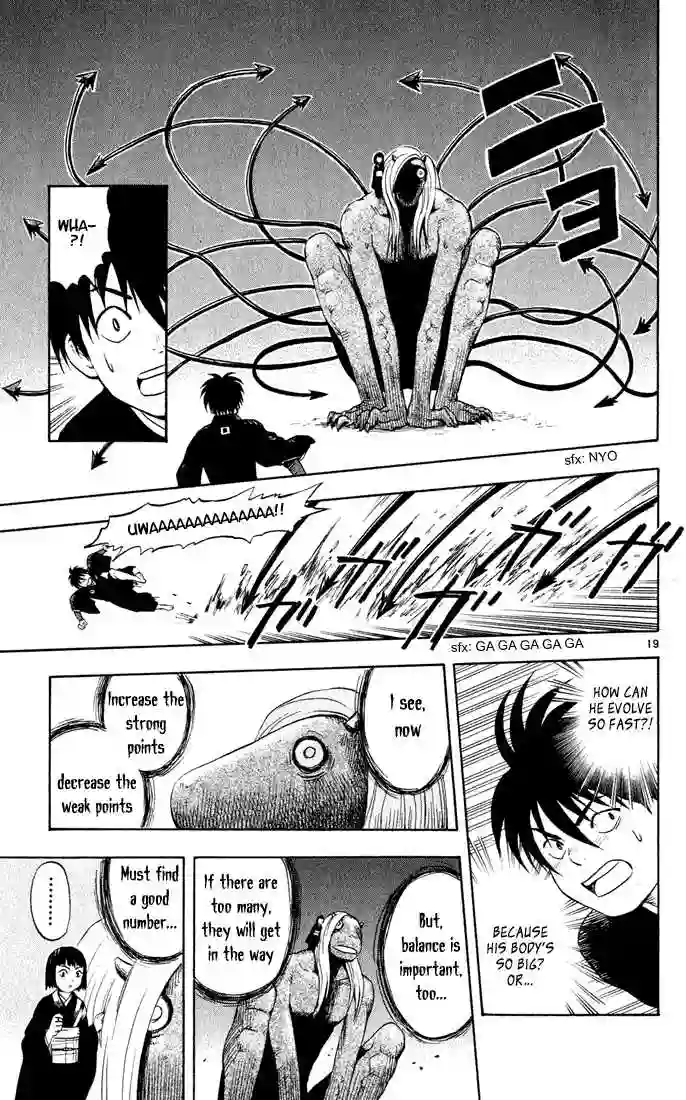 ニョ
WHA-
?!
sfx: NYO
UWAAAAAAAAAAAAAA!!
ガガガガガ
sfx: GA GA GA GA GA
19
HOW CAN
HE EVOLVE
SO FAST?!
BECAUSE
HIS BODY'S
SO BIG?
OR...
I see,
now
Increase the
strong
points
decrease the
weak points
But,
balance is
important,
too...
If there are
too many,
they will get
in the way
Must find
a good
number...
........